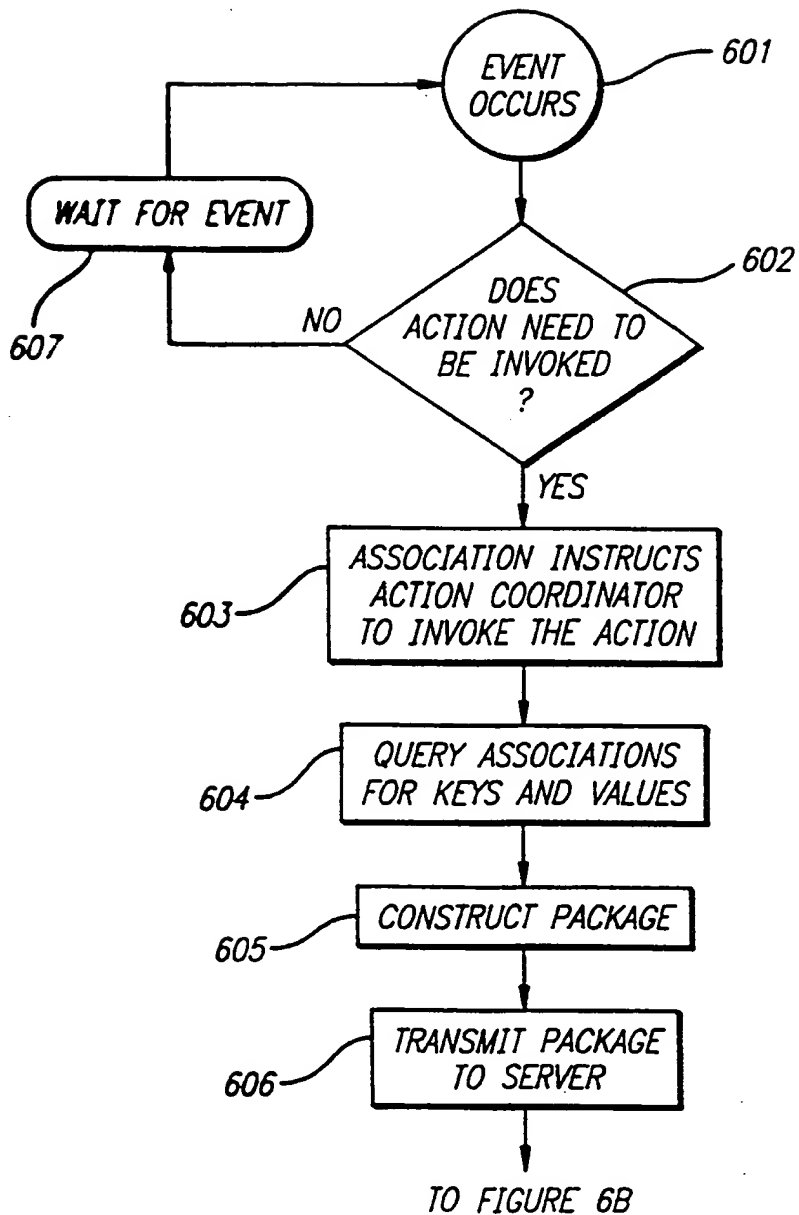 EVENT
OCCURS
601
WAIT FOR EVENT
607
DOES
ACTION NEED TO
BE INVOKED
?
602
NO
YES
ASSOCIATION INSTRUCTS
ACTION COORDINATOR
TO INVOKE THE ACTION
603
QUERY ASSOCIATIONS
FOR KEYS AND VALUES
604
CONSTRUCT PACKAGE
605
TRANSMIT PACKAGE
TO SERVER
606
TO FIGURE 6B